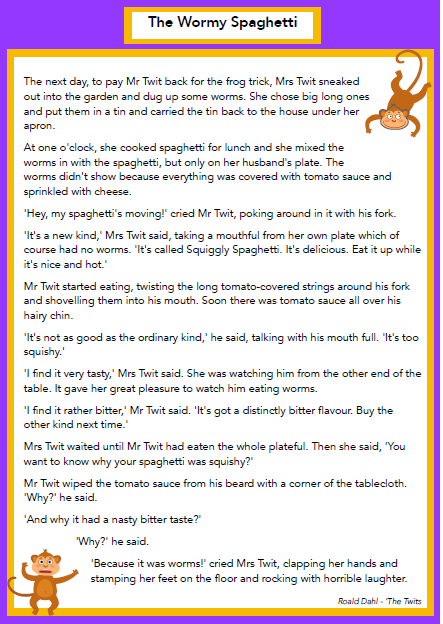 The Wormy Spaghetti
The next day, to pay Mr Twit back for the frog trick, Mrs Twit sneaked
out into the garden and dug up some worms. She chose big long ones
and put them in a tin and carried the tin back to the house under her
apron.
At one o'clock, she cooked spaghetti for lunch and she mixed the
worms in with the spaghetti, but only on her husband's plate. The
worms didn't show because everything was covered with tomato sauce and
sprinkled with cheese.
'Hey, my spaghetti's moving!' cried Mr Twit, poking around in it with his fork.
'It's a new kind,' Mrs Twit said, taking a mouthful from her own plate which of
course had no worms. 'It's called Squiggly Spaghetti. It's delicious. Eat it up while
it's nice and hot.'
Mr Twit started eating, twisting the long tomato-covered strings around his fork
and shovelling them into his mouth. Soon there was tomato sauce all over his
hairy chin.
'It's not as good as the ordinary kind,' he said, talking with his mouth full. 'It's too
squishy.'
'I find it very tasty,' Mrs Twit said. She was watching him from the other end of the
table. It gave her great pleasure to watch him eating worms.
'I find it rather bitter,' Mr Twit said. 'It's got a distinctly bitter flavour. Buy the
other kind next time.'
Mrs Twit waited until Mr Twit had eaten the whole plateful. Then she said, 'You
want to know why your spaghetti was squishy?'
Mr Twit wiped the tomato sauce from his beard with a corner of the tablecloth.
'Why?' he said.
'And why it had a nasty bitter taste?'
'Why?' he said.
'Because it was worms!' cried Mrs Twit, clapping her hands and
stamping her feet on the floor and rocking with horrible laughter.
Roald Dahl - 'The Twits